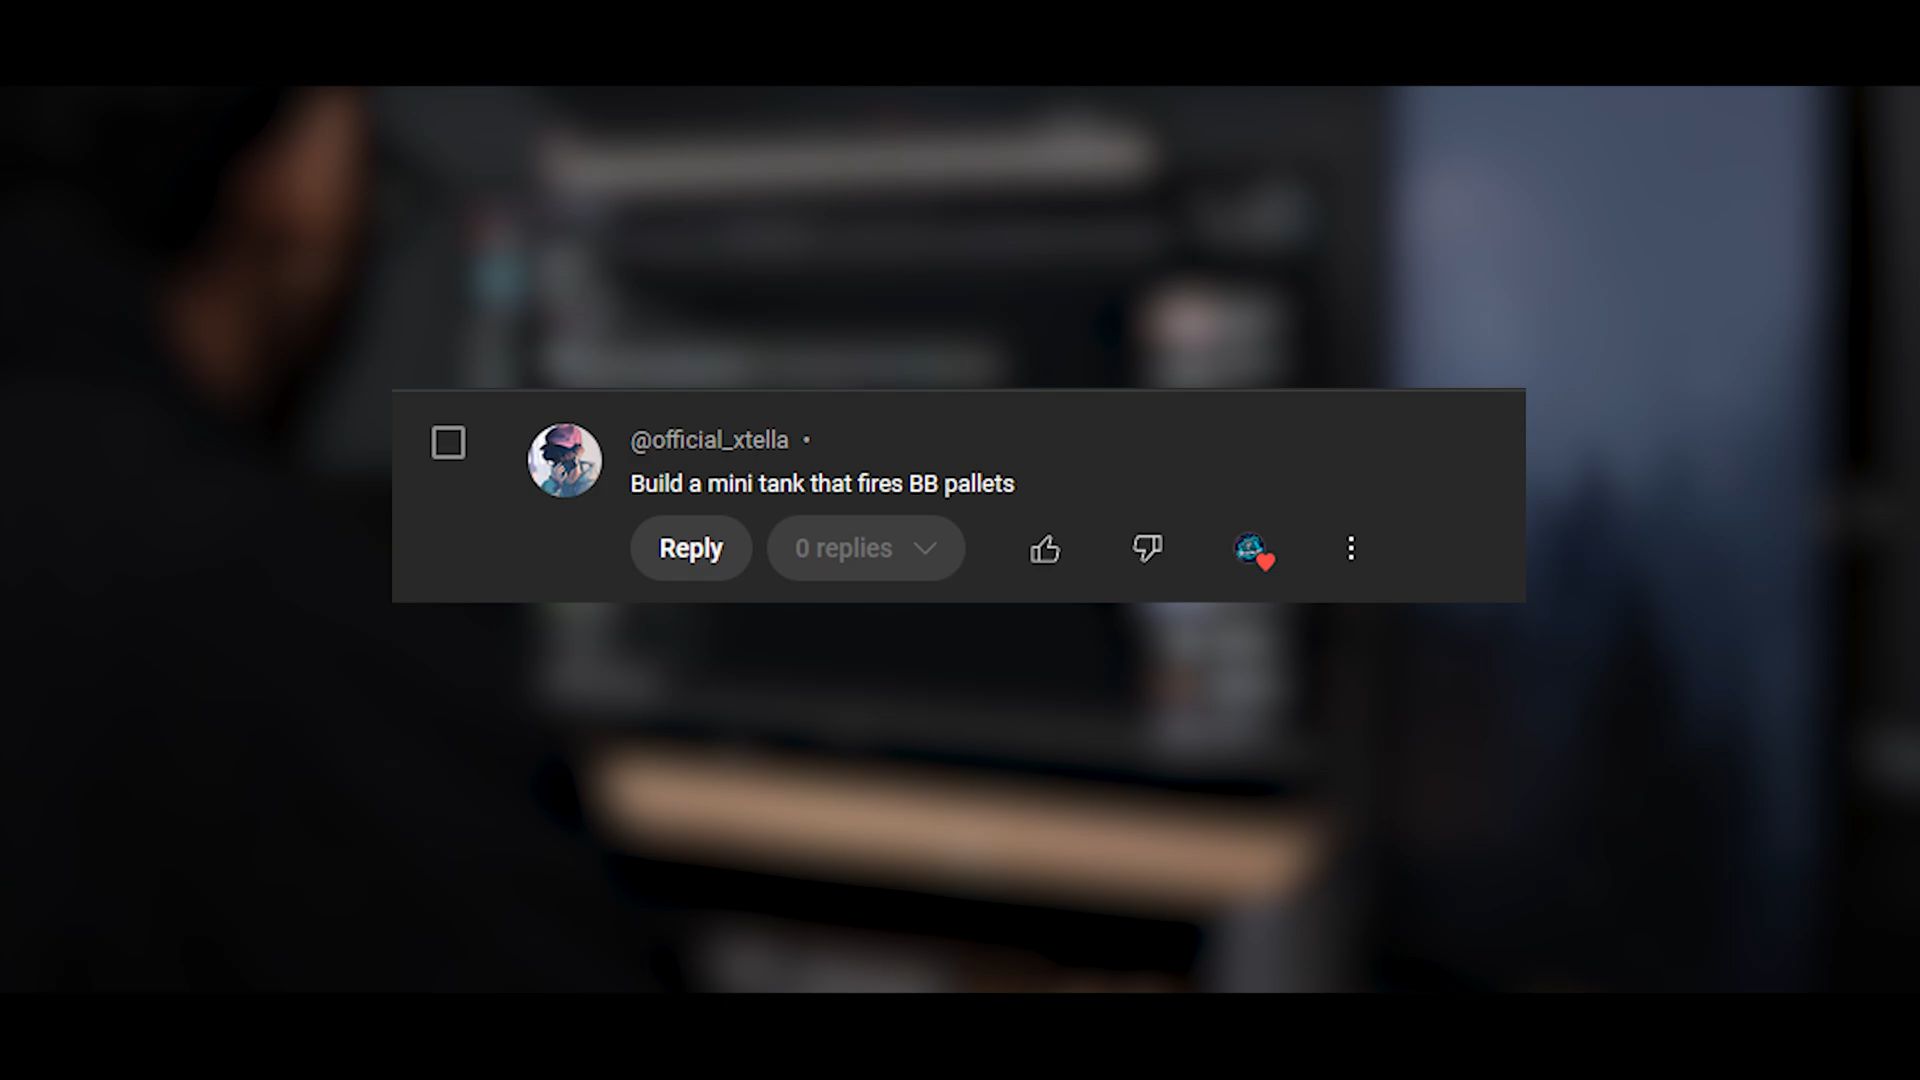 @official_xtella •
Build a mini tank that fires BB pallets
Reply
0 replies